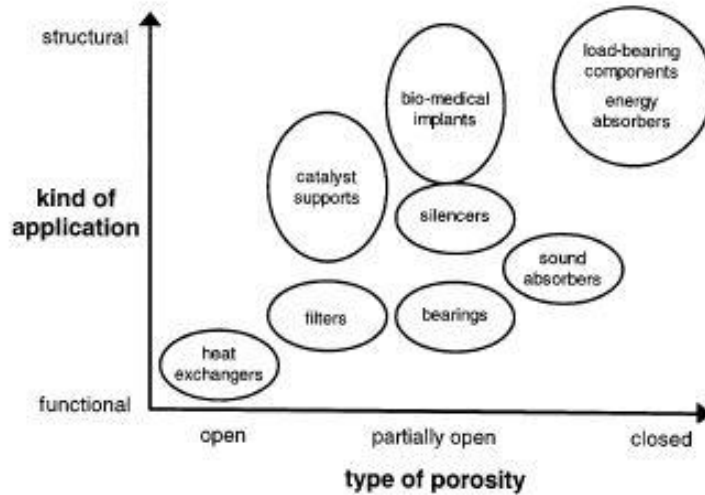 structural
load-bearing
components
energy
absorbers
bio-medical
implants
catalyst
supports
kind of
application
silencers
sound
absorbers
filters
bearings
heat
exchangers
functional
open
partially open
closed
type of porosity